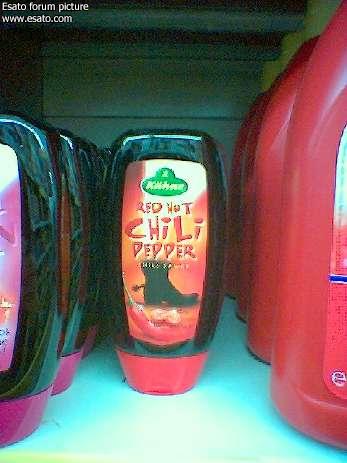 Esato forum picture
www.esato.com
Kühne
RED HOT
CHiLi
PEPPER
CHILI SAUCE